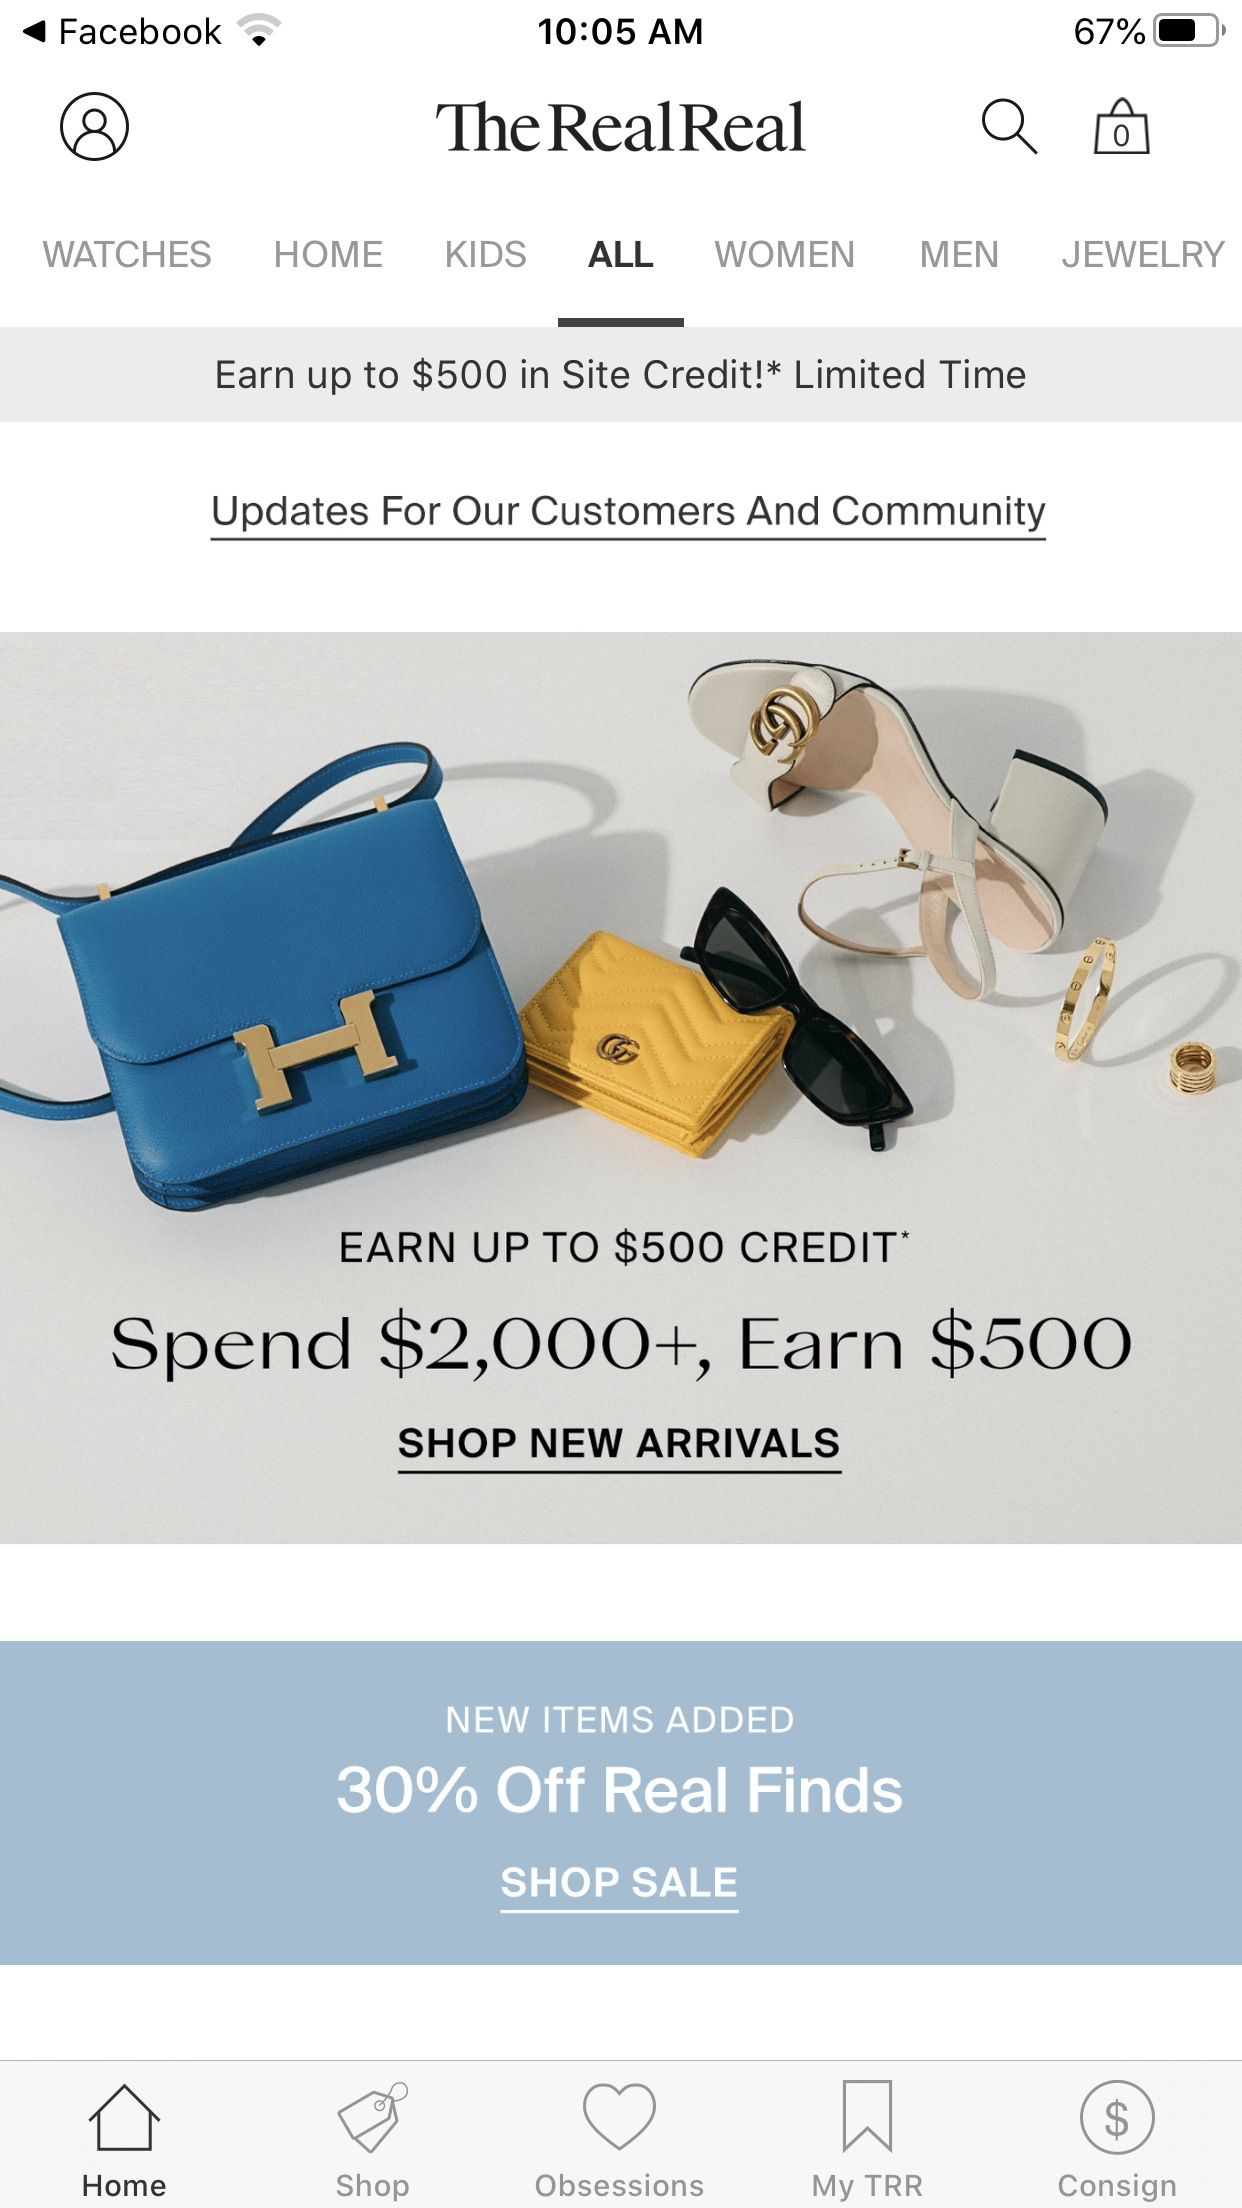 Facebook 10:05 AM 67%
The RealReal 0
WATCHES HOME KIDS ALL WOMEN MEN JEWELRY
Earn up to $500 in Site Credit!* Limited Time
Updates For Our Customers And Community
EARN UP TO $500 CREDIT*
Spend $2,000+, Earn $500
SHOP NEW ARRIVALS
NEW ITEMS ADDED
30% Off Real Finds
SHOP SALE
$
Home Shop Obsessions My TRR Consign